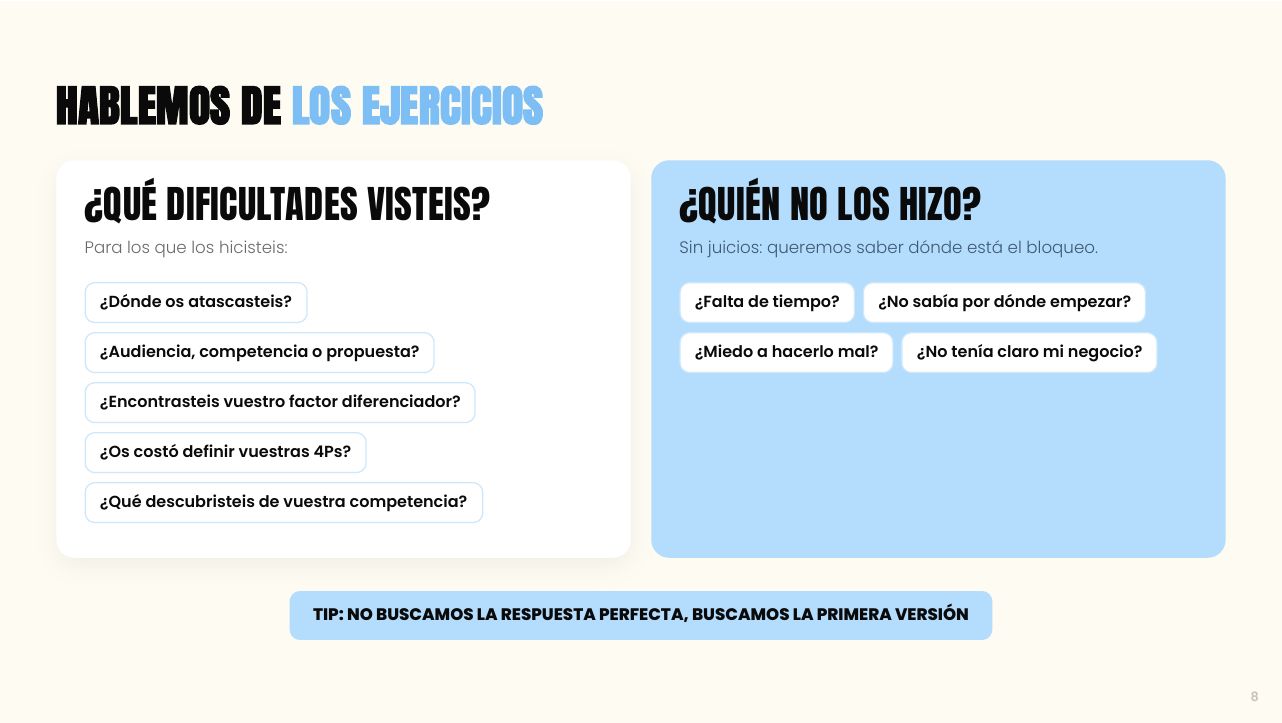 HABLEMOS DE LOS EJERCICIOS
¿QUÉ DIFICULTADES VISTEIS?
Para los que los hicisteis:
¿Dónde os atascasteis?
¿Audiencia, competencia o propuesta?
¿Encontrasteis vuestro factor diferenciador?
¿Os costó definir vuestras 4Ps?
¿Qué descubristeis de vuestra competencia?
¿QUIÉN NO LOS HIZO?
Sin juicios: queremos saber dónde está el bloqueo.
¿Falta de tiempo? ¿No sabía por dónde empezar?
¿Miedo a hacerlo mal? ¿No tenía claro mi negocio?
TIP: NO BUSCAMOS LA RESPUESTA PERFECTA, BUSCAMOS LA PRIMERA VERSIÓN
8